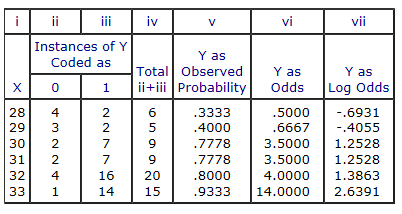 i ii iii iv v vi vii
Instances of Y
Coded as
Total
ii+iii
Y as
Observed
Probability
Y as
Odds
Y as
Log Odds
X 0 1
28 4 2 6 .3333 .5000 -.6931
29 3 2 5 .4000 .6667 -.4055
30 2 7 9 .7778 3.5000 1.2528
31 2 7 9 .7778 3.5000 1.2528
32 4 16 20 .8000 4.0000 1.3863
33 1 14 15 .9333 14.0000 2.6391